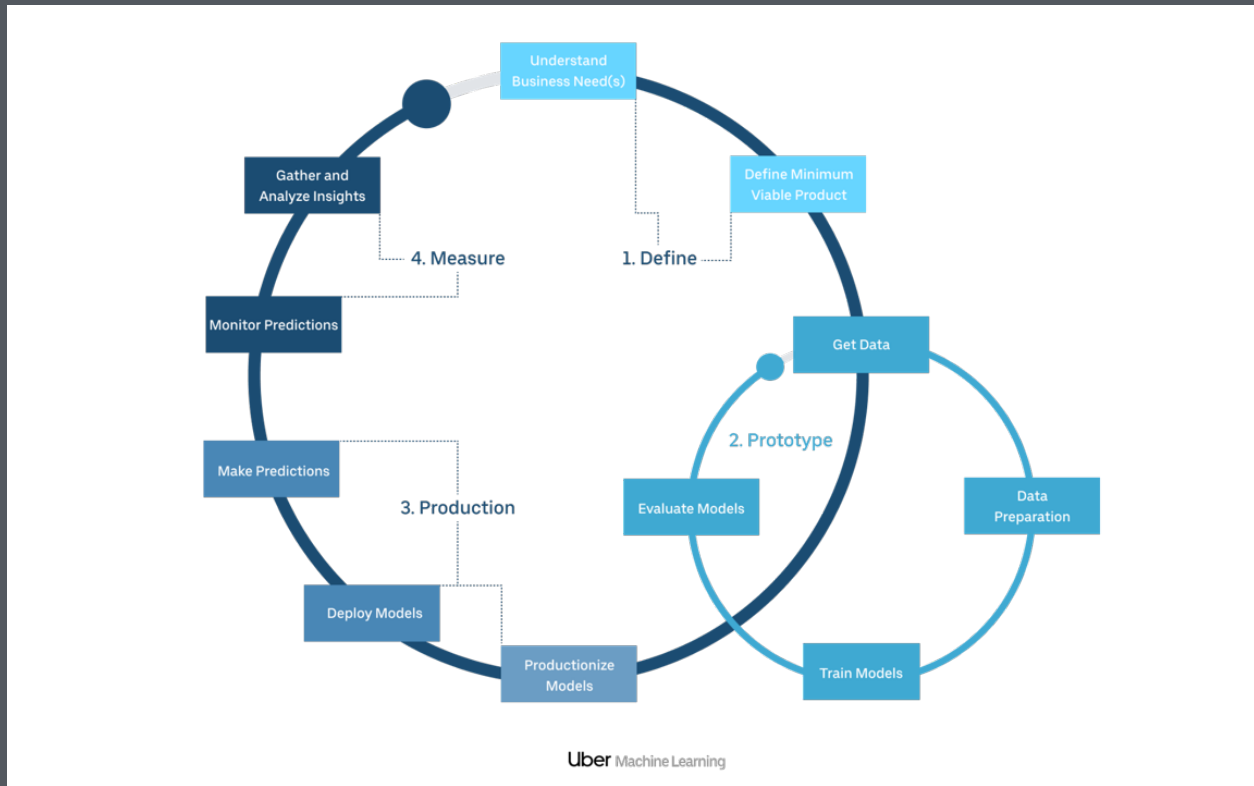 Understand
Business Need(s)
Define Minimum
Viable Product
Gather and
Analyze Insights
4. Measure
1. Define
Monitor Predictions
Get Data
2. Prototype
Make Predictions
3. Production
Evaluate Models
Data
Preparation
Deploy Models
Productionize
Models
Train Models
Uber Machine Learning